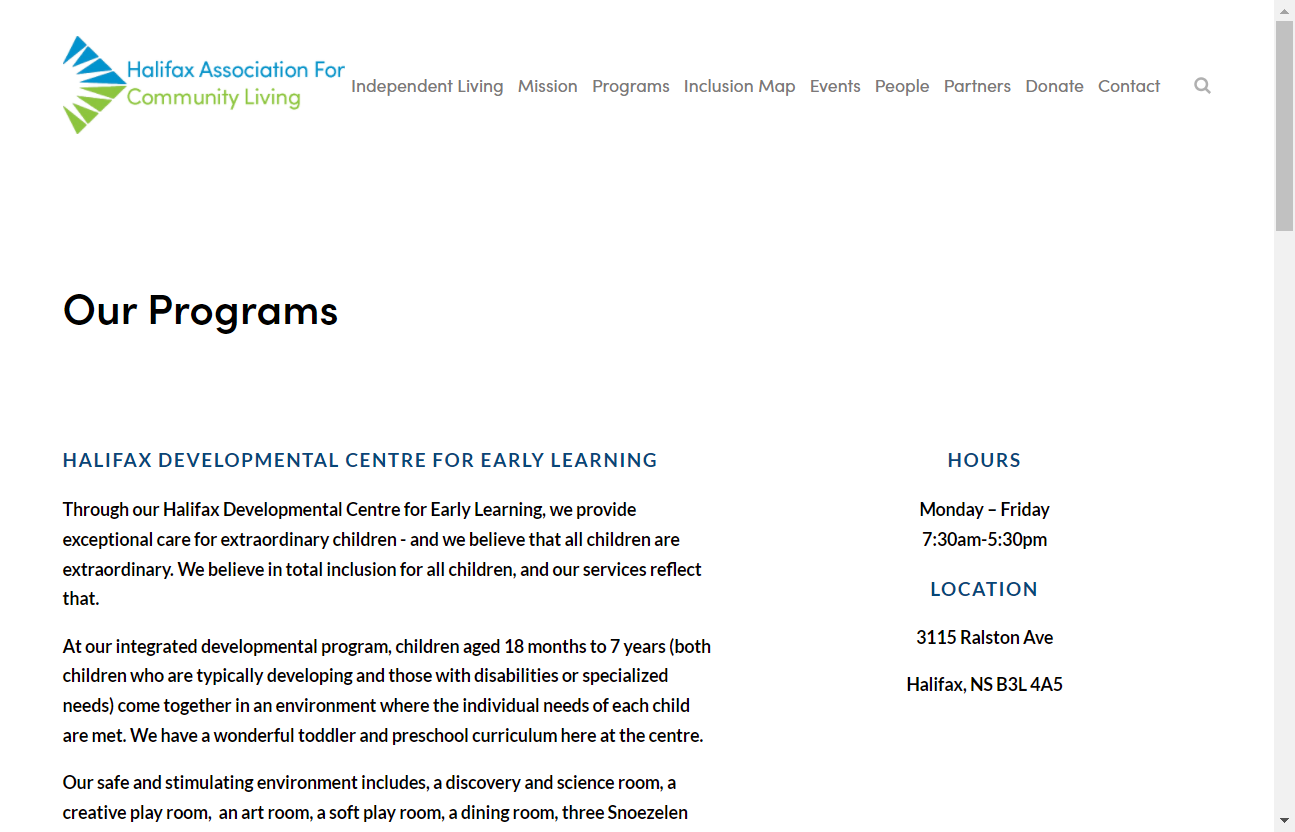 Halifax Association For
Community Living
Independent Living Mission Programs Inclusion Map Events People Partners Donate Contact
Our Programs
HALIFAX DEVELOPMENTAL CENTRE FOR EARLY LEARNING
Through our Halifax Developmental Centre for Early Learning, we provide
exceptional care for extraordinary children - and we believe that all children are
extraordinary. We believe in total inclusion for all children, and our services reflect
that.
At our integrated developmental program, children aged 18 months to 7 years (both
children who are typically developing and those with disabilities or specialized
needs) come together in an environment where the individual needs of each child
are met. We have a wonderful toddler and preschool curriculum here at the centre.
Our safe and stimulating environment includes, a discovery and science room, a
creative play room,  an art room, a soft play room, a dining room, three Snoezelen
HOURS
Monday – Friday
7:30am-5:30pm
LOCATION
3115 Ralston Ave
Halifax, NS B3L 4A5